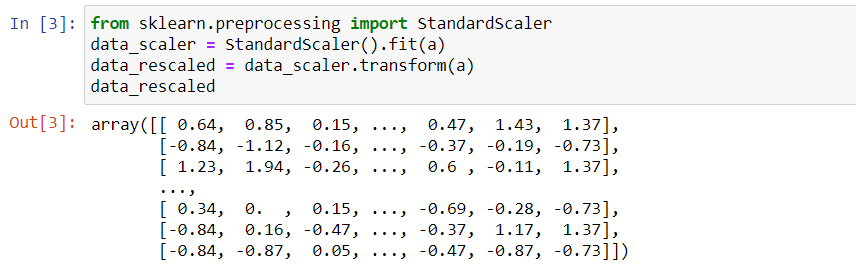 In [3]: from sklearn.preprocessing import StandardScaler
data_scaler = StandardScaler().fit(a)
data_rescaled = data_scaler.transform(a)
data_rescaled
Out[3]: array([[ 0.64,  0.85,  0.15, ...,  0.47,  1.43,  1.37],
[-0.84, -1.12, -0.16, ..., -0.37, -0.19, -0.73],
[ 1.23,  1.94, -0.26, ...,  0.6 , -0.11,  1.37],
...,
[ 0.34,  0.  ,  0.15, ..., -0.69, -0.28, -0.73],
[-0.84,  0.16, -0.47, ..., -0.37,  1.17,  1.37],
[-0.84, -0.87,  0.05, ..., -0.47, -0.87, -0.73]])